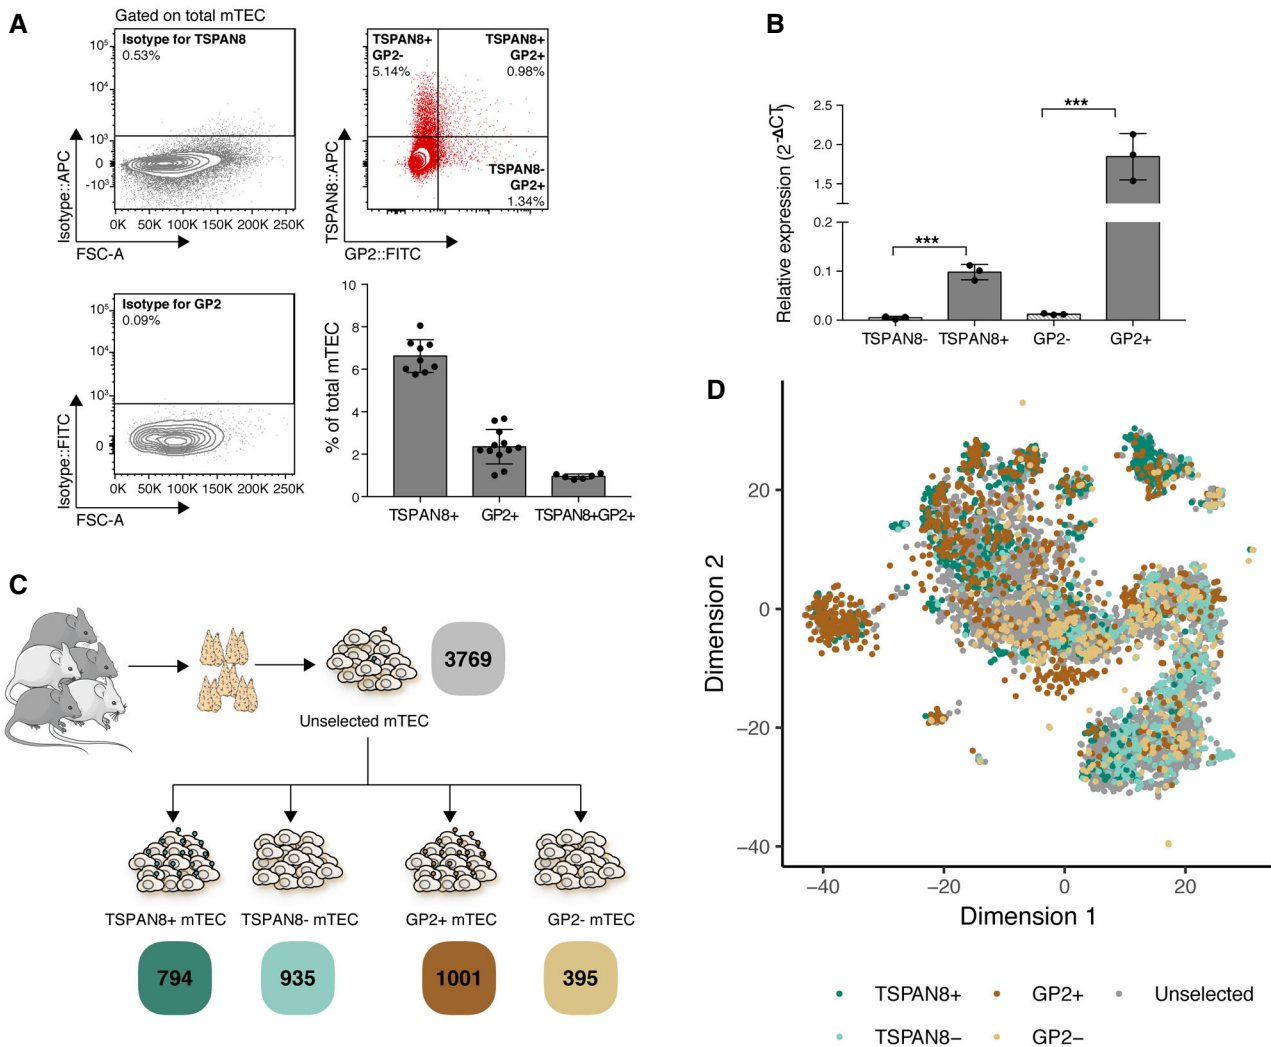 A
Gated on total mTEC
Isotype for TSPAN8
0.53%
10⁵
10⁴
10³
0
-10³
Isotype::APC
0K 50K 100K 150K 200K 250K
FSC-A
TSPAN8+
GP2-
5.14%
TSPAN8+
GP2+
0.98%
TSPAN8-
GP2+
1.34%
TSPAN8::APC
GP2::FITC
Isotype for GP2
0.09%
10⁵
10⁴
10³
0
Isotype::FITC
0K 50K 100K 150K 200K 250K
FSC-A
% of total mTEC
10
8
6
4
2
0
TSPAN8+ GP2+ TSPAN8+GP2+
B
Relative expression (2^-ΔCT)
2.5
2.0
1.5
0.2
0.1
0.0
***
***
TSPAN8- TSPAN8+ GP2- GP2+
C
3769
Unselected mTEC
TSPAN8+ mTEC TSPAN8- mTEC GP2+ mTEC GP2- mTEC
794 935 1001 395
D
Dimension 2
20
0
−20
−40
−40 −20 0 20
Dimension 1
TSPAN8+ GP2+ Unselected
TSPAN8− GP2−